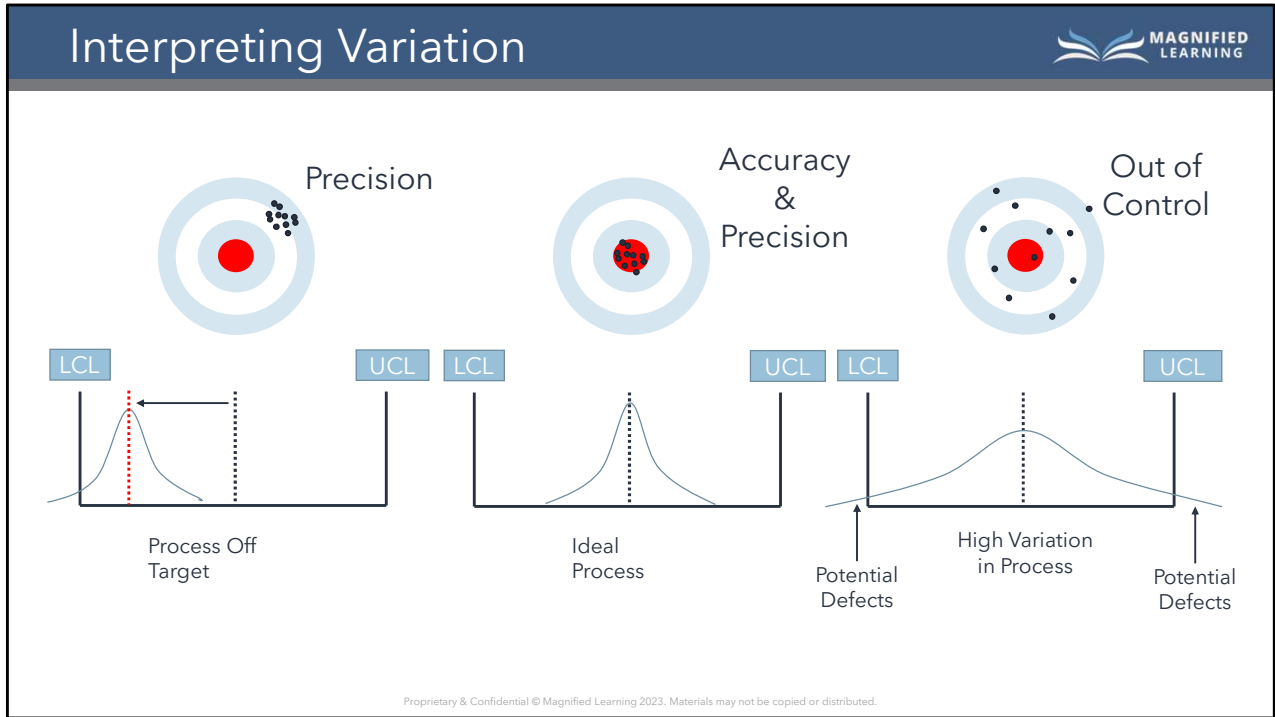 Interpreting Variation
MAGNIFIED
LEARNING
Precision
Accuracy
&
Precision
Out of
Control
LCL
UCL
LCL
UCL
LCL
UCL
Process Off
Target
Ideal
Process
High Variation
in Process
Potential
Defects
Potential
Defects
Proprietary & Confidential © Magnified Learning 2023. Materials may not be copied or distributed.